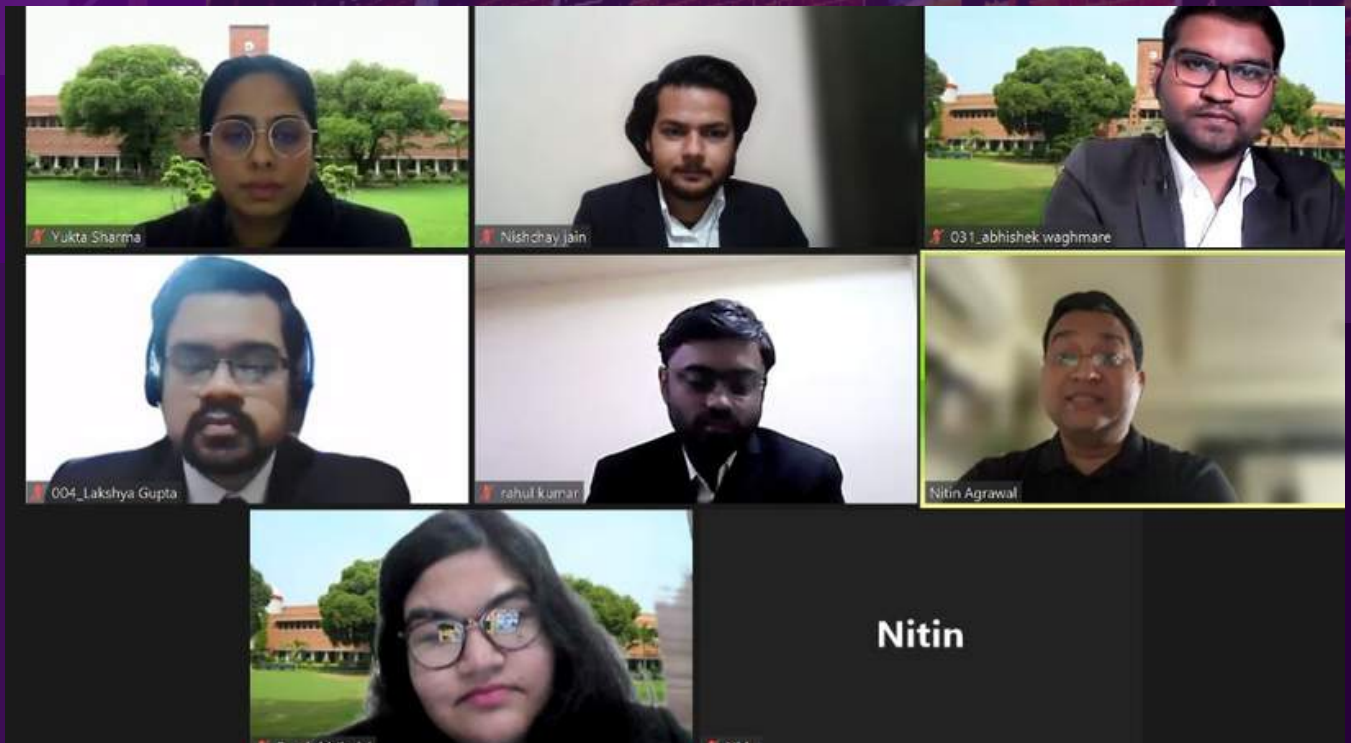 Yukta Sharma
Nishchay jain
031_abhishek waghmare
004_Lakshya Gupta
rahul kumar
Nitin Agrawal
Nitin